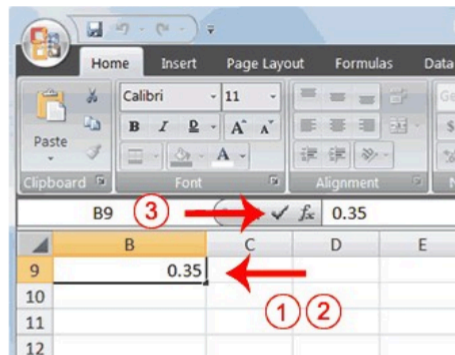 Home Insert Page Layout Formulas Data
Calibri 11
Paste B I U A A
Clipboard Font Alignment
B9 3 fx 0.35
B C D E
9 0.35
10 1 2
11
12